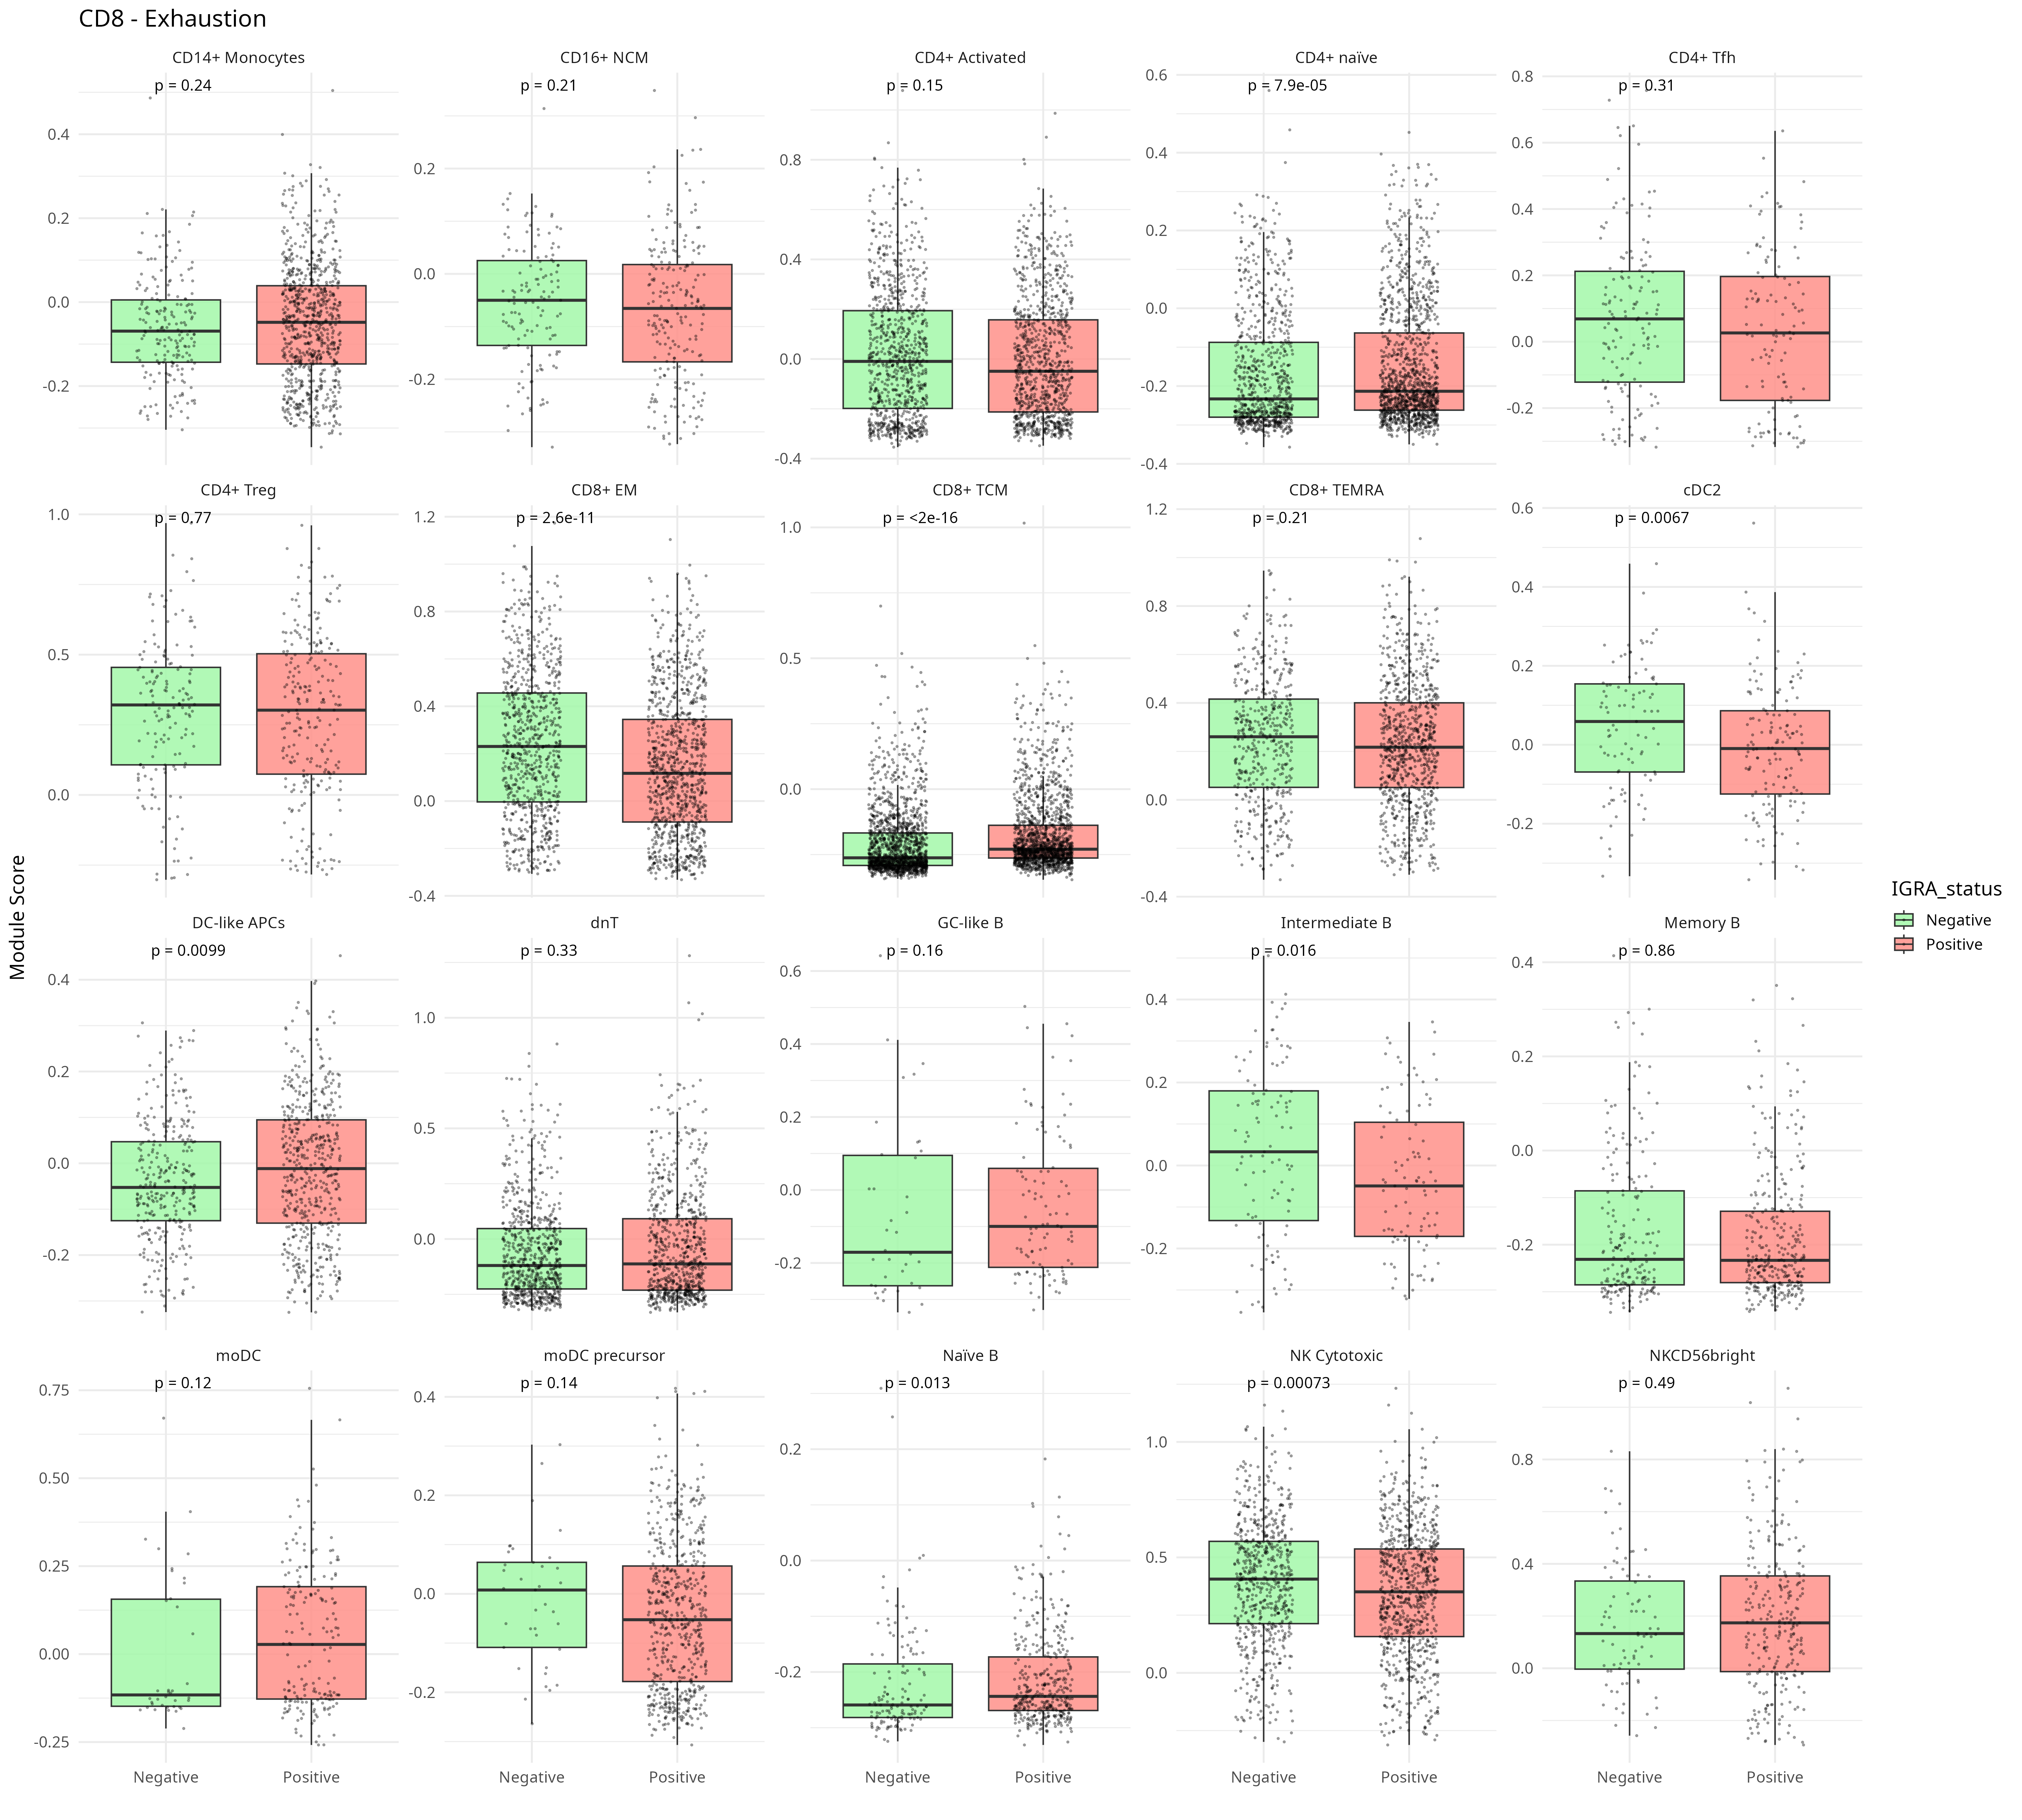 CD8 - Exhaustion
CD14+ Monocytes
CD16+ NCM
CD4+ Activated
CD4+ naïve
CD4+ Tfh
p = 0.24
p = 0.21
p = 0.15
p = 7.9e-05
p = 0.31
0.4
0.2
0.0
-0.2
0.2
0.0
-0.2
0.8
0.4
0.0
-0.4
0.6
0.4
0.2
0.0
-0.2
-0.4
0.8
0.6
0.4
0.2
0.0
-0.2
CD4+ Treg
CD8+ EM
CD8+ TCM
CD8+ TEMRA
cDC2
p = 0.77
p = 2.6e-11
p = <2e-16
p = 0.21
p = 0.0067
1.0
0.5
0.0
1.2
0.8
0.4
0.0
-0.4
1.0
0.5
0.0
1.2
0.8
0.4
0.0
-0.4
0.6
0.4
0.2
0.0
-0.2
Module Score
DC-like APCs
dnT
GC-like B
Intermediate B
Memory B
p = 0.0099
p = 0.33
p = 0.16
p = 0.016
p = 0.86
0.4
0.2
0.0
-0.2
1.0
0.5
0.0
0.6
0.4
0.2
0.0
-0.2
0.4
0.2
0.0
-0.2
0.4
0.2
0.0
-0.2
moDC
moDC precursor
Naïve B
NK Cytotoxic
NKCD56bright
p = 0.12
p = 0.14
p = 0.013
p = 0.00073
p = 0.49
0.75
0.50
0.25
0.00
-0.25
0.4
0.2
0.0
-0.2
0.2
0.0
-0.2
1.0
0.5
0.0
0.8
0.4
0.0
Negative
Positive
Negative
Positive
Negative
Positive
Negative
Positive
Negative
Positive
IGRA_status
Negative
Positive